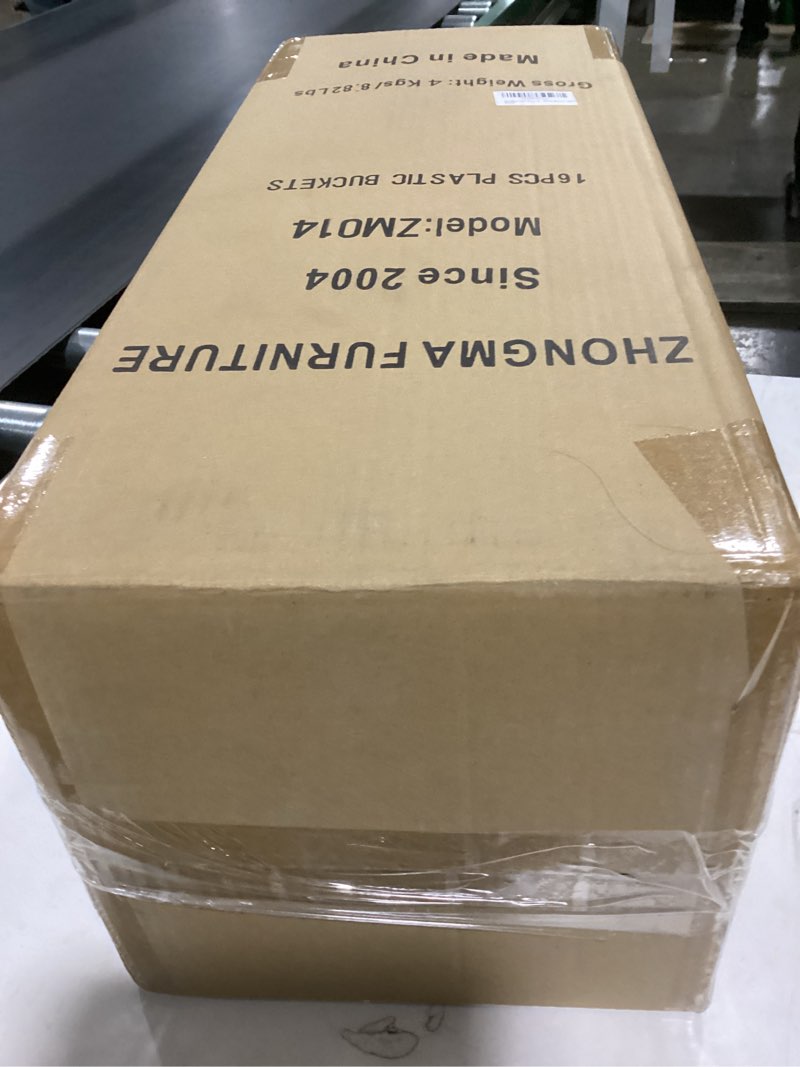 ZHONGMA FURNITURE
Since 2004
Model:ZM014
16PCS PLASTIC BUCKETS
Gross Weight: 4 Kgs/8.82Lbs
Made in China